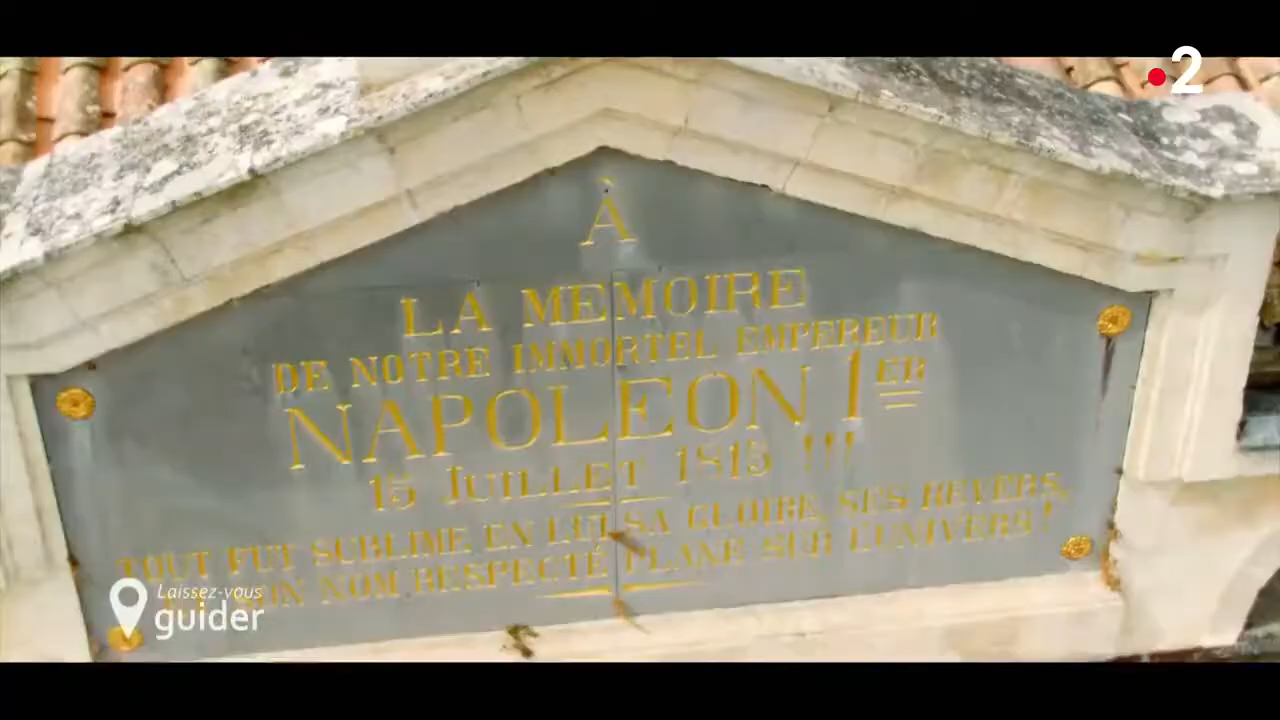 2
À
LA MEMOIRE
DE NOTRE IMMORTEL EMPEREUR
NAPOLEON 1ER
15 JUILLET 1815 !!!
TOUT FUT SUBLIME EN LUI SA GLOIRE, SES REVERS,
SON NOM RESPECTÉ PLANE SUR L'UNIVERS !
Laissez-vous
guider